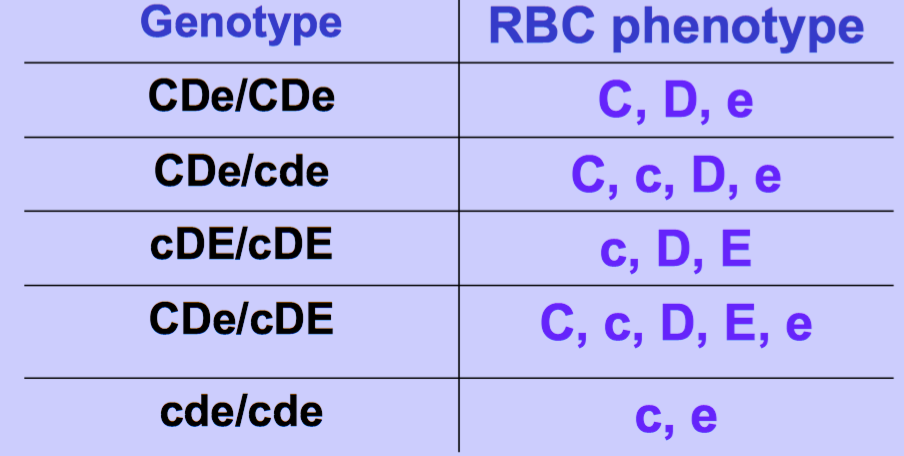 Genotype RBC phenotype
CDe/CDe C, D, e
CDe/cde C, c, D, e
cDE/cDE c, D, E
CDe/cDE C, c, D, E, e
cde/cde c, e